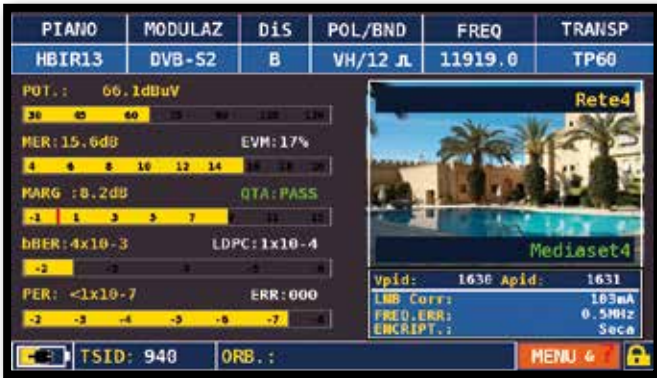 PIANO MODULAZ DiS POL/BND FREQ TRANSP
HBIR13 DVB-S2 B VH/12 11919.0 TP60
POT.: 66.1dBuV
30 45 60
Rete4
MER:15.6dB EVM:17%
4 6 8 10 12 14
MARG :8.2dB QTA:PASS
-1 1 3 5 7
bBER:4x10-3 LDPC:1x10-4
-2
Mediaset4
PER: <1x10-7 ERR:000
-2 -3 -4 -5 -6 -7
Vpid: 1630 Apid: 1631
LNB Corr: 103mA
FREQ.ERR: 0.5MHz
ENCRIPT.: Seca
TSID: 940 ORB.: MENU & ?